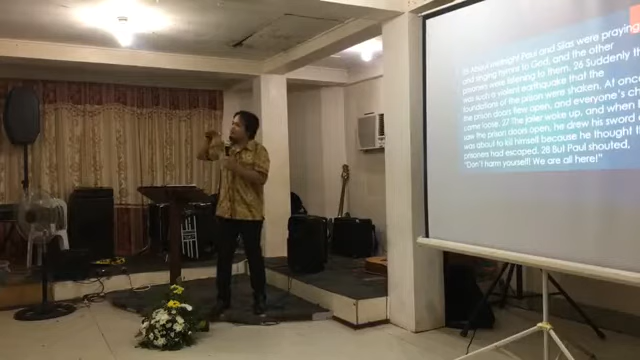 25 About midnight Paul and Silas were praying
and singing hymns to God, and the other
prisoners were listening to them. 26 Suddenly th
was such a violent earthquake that the
foundations of the prison were shaken. At once
the prison doors flew open, and everyone's ch
came loose. 27 The jailer woke up, and when h
saw the prison doors open, he drew his sword a
was about to kill himself because he thought t
prisoners had escaped. 28 But Paul shouted,
"Don't harm yourself! We are all here!"